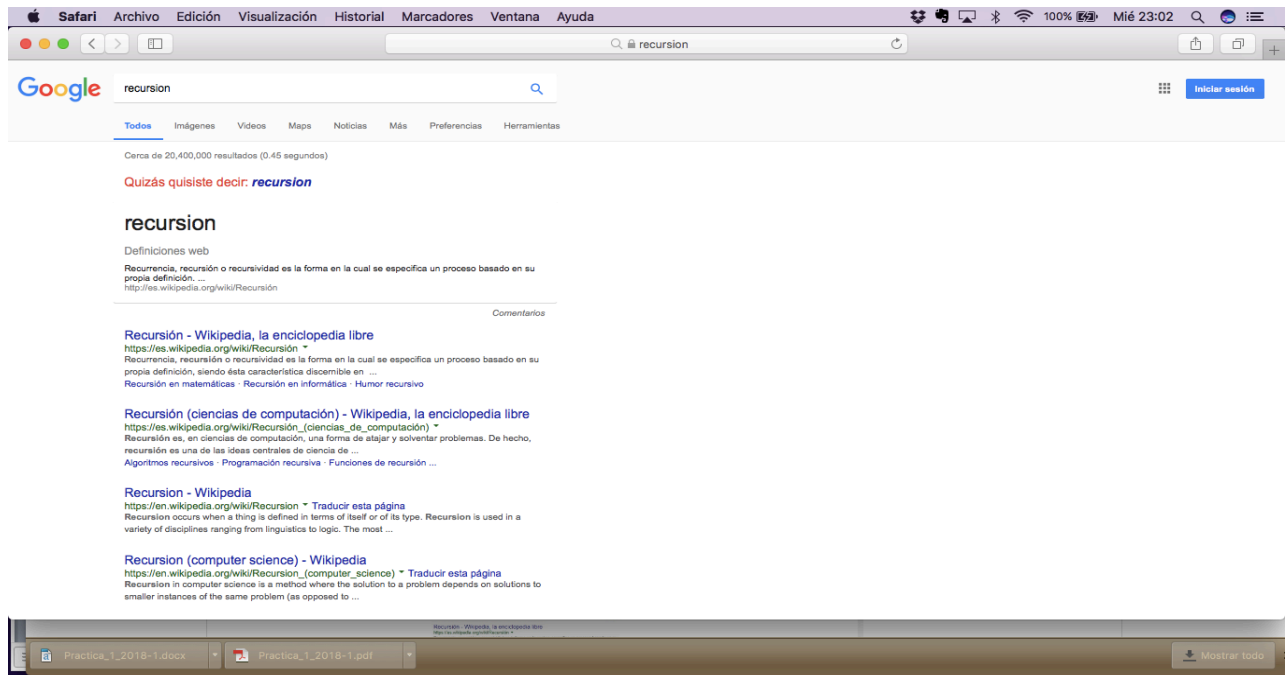 Safari Archivo Edición Visualización Historial Marcadores Ventana Ayuda 100% Mié 23:02
recursion
Google recursion Iniciar sesión
Todos Imágenes Videos Maps Noticias Más Preferencias Herramientas
Cerca de 20,400,000 resultados (0.45 segundos)
Quizás quisiste decir: recursion
recursion
Definiciones web
Recurrencia, recursión o recursividad es la forma en la cual se especifica un proceso basado en su
propia definición. ...
http://es.wikipedia.org/wiki/Recursión
Comentarios
Recursión - Wikipedia, la enciclopedia libre
https://es.wikipedia.org/wiki/Recursión
Recurrencia, recursión o recursividad es la forma en la cual se especifica un proceso basado en su
propia definición, siendo ésta característica discernible en ...
Recursión en matemáticas · Recursión en informática · Humor recursivo
Recursión (ciencias de computación) - Wikipedia, la enciclopedia libre
https://es.wikipedia.org/wiki/Recursión_(ciencias_de_computación)
Recursión es, en ciencias de computación, una forma de atajar y solventar problemas. De hecho,
recursión es una de las ideas centrales de ciencia de ...
Algoritmos recursivos · Programación recursiva · Funciones de recursión ...
Recursion - Wikipedia
https://en.wikipedia.org/wiki/Recursion Traducir esta página
Recursion occurs when a thing is defined in terms of itself or of its type. Recursion is used in a
variety of disciplines ranging from linguistics to logic. The most ...
Recursion (computer science) - Wikipedia
https://en.wikipedia.org/wiki/Recursion_(computer_science) Traducir esta página
Recursion in computer science is a method where the solution to a problem depends on solutions to
smaller instances of the same problem (as opposed to ...
Recursión - Wikipedia, la enciclopedia libre
https://es.wikipedia.org/wiki/Recursión
Practica_1_2018-1.docx Practica_1_2018-1.pdf Mostrar todo